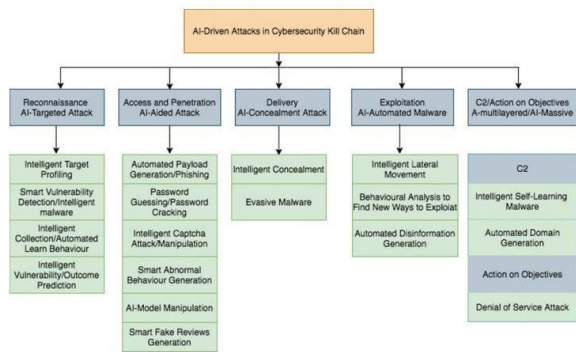 AI-Driven Attacks in Cybersecurity Kill Chain
Reconnaissance
AI-Targeted Attack
Access and Penetration
AI-Aided Attack
Delivery
AI-Concealment Attack
Exploitation
AI-Automated Malware
C2/Action on Objectives
A-multilayered/AI-Massive
Intelligent Target
Profiling
Smart Vulnerability
Detection/Intelligent
malware
Intelligent
Collection/Automated
Learn Behaviour
Intelligent
Vulnerability/Outcome
Prediction
Automated Payload
Generation/Phishing
Password
Guessing/Password
Cracking
Intelligent Captcha
Attack/Manipulation
Smart Abnormal
Behaviour Generation
AI-Model Manipulation
Smart Fake Reviews
Generation
Intelligent Concealment
Evasive Malware
Intelligent Lateral
Movement
Behavioural Analysis to
Find New Ways to Exploiat
Automated Disinformation
Generation
C2
Intelligent Self-Learning
Malware
Automated Domain
Generation
Action on Objectives
Denial of Service Attack